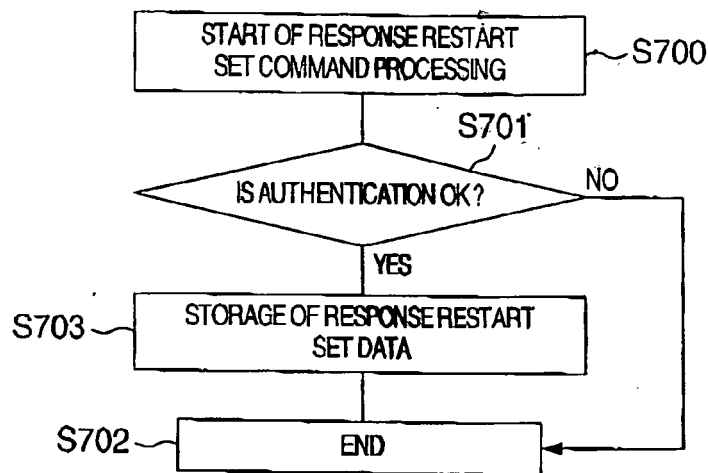 START OF RESPONSE RESTART
SET COMMAND PROCESSING
S700
S701
IS AUTHENTICATION OK?
NO
YES
S703
STORAGE OF RESPONSE RESTART
SET DATA
S702
END